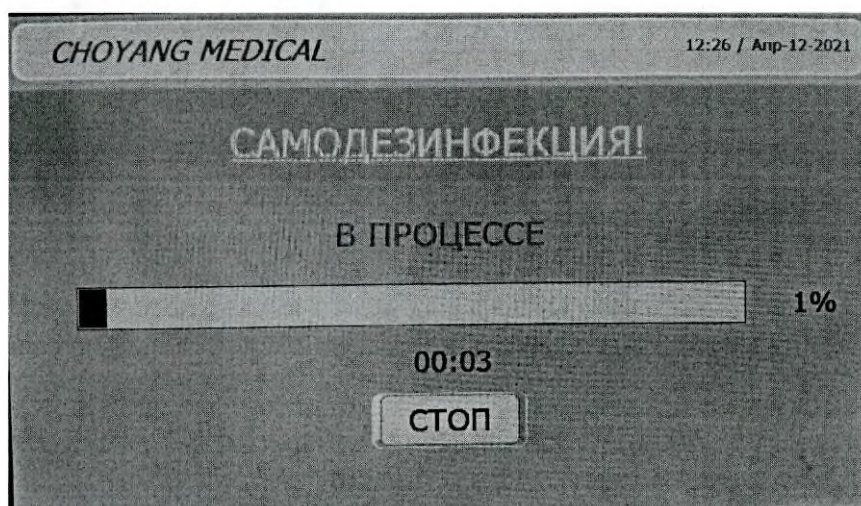 CHOYANG MEDICAL
12:26 / Апр-12-2021
САМОДЕЗИНФЕКЦИЯ!
В ПРОЦЕССЕ
1%
00:03
СТОП